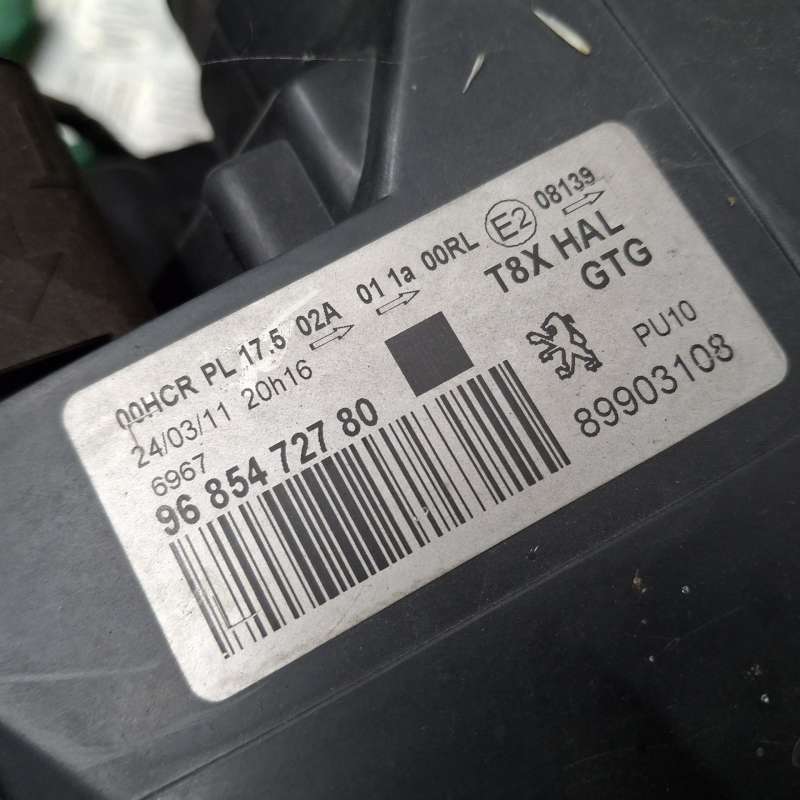 00HCR PL 17.5 02A 01 1a 00RL E2 08139
24/03/11 20h16
T8X HAL
GTG
6967
96 854 727 80
PU10
89903108